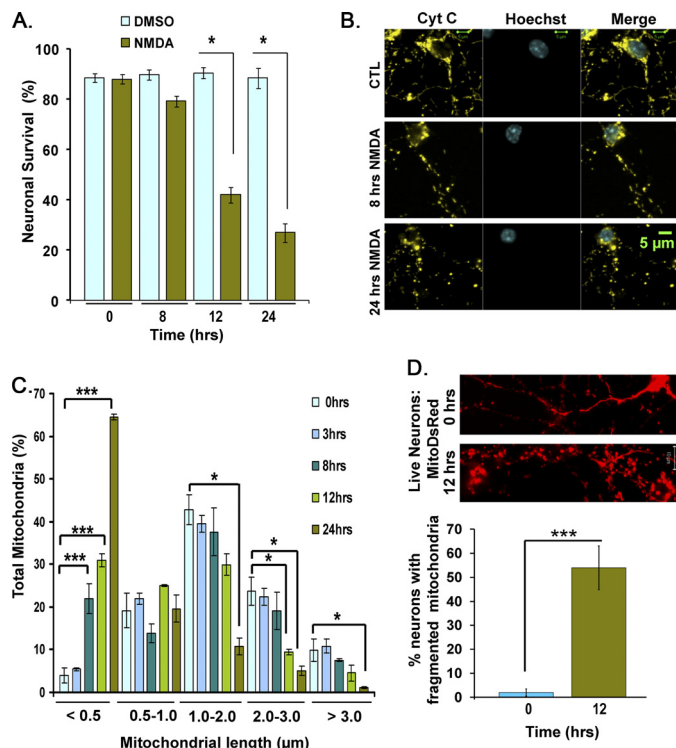 A.
DMSO
NMDA
*
*
Neuronal Survival (%)
100
80
60
40
20
0
0
8
12
24
Time (hrs)
B.
Cyt C
Hoechst
Merge
CTL
8 hrs NMDA
24 hrs NMDA
5 µm
C.
Total Mitochondria (%)
70
60
50
40
30
20
10
0
***
***
***
*
*
*
*
0hrs
3hrs
8hrs
12hrs
24hrs
< 0.5
0.5-1.0
1.0-2.0
2.0-3.0
> 3.0
Mitochondrial length (µm)
D.
Live Neurons:
MitoDsRed
0 hrs
12 hrs
% neurons with
fragmented mitochondria
70
60
50
40
30
20
10
0
***
0
12
Time (hrs)